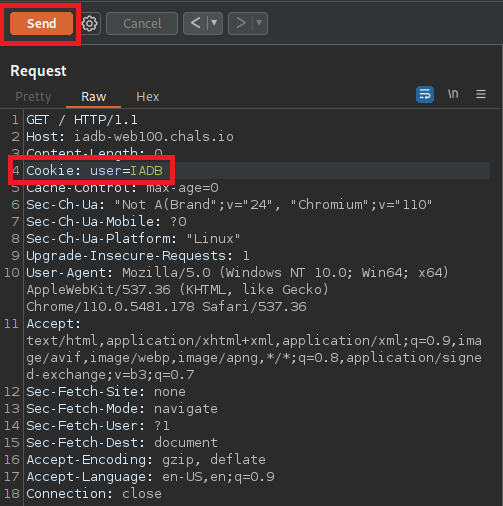 Send Cancel < >
Request
Pretty Raw Hex \n
1 GET / HTTP/1.1
2 Host: iadb-web100.chals.io
3 Content-Length: 0
4 Cookie: user=IADB
5 Cache-Control: max-age=0
6 Sec-Ch-Ua: "Not A(Brand";v="24", "Chromium";v="110"
7 Sec-Ch-Ua-Mobile: ?0
8 Sec-Ch-Ua-Platform: "Linux"
9 Upgrade-Insecure-Requests: 1
10 User-Agent: Mozilla/5.0 (Windows NT 10.0; Win64; x64)
AppleWebKit/537.36 (KHTML, like Gecko)
Chrome/110.0.5481.178 Safari/537.36
11 Accept:
text/html,application/xhtml+xml,application/xml;q=0.9,ima
ge/avif,image/webp,image/apng,*/*;q=0.8,application/signe
d-exchange;v=b3;q=0.7
12 Sec-Fetch-Site: none
13 Sec-Fetch-Mode: navigate
14 Sec-Fetch-User: ?1
15 Sec-Fetch-Dest: document
16 Accept-Encoding: gzip, deflate
17 Accept-Language: en-US,en;q=0.9
18 Connection: close